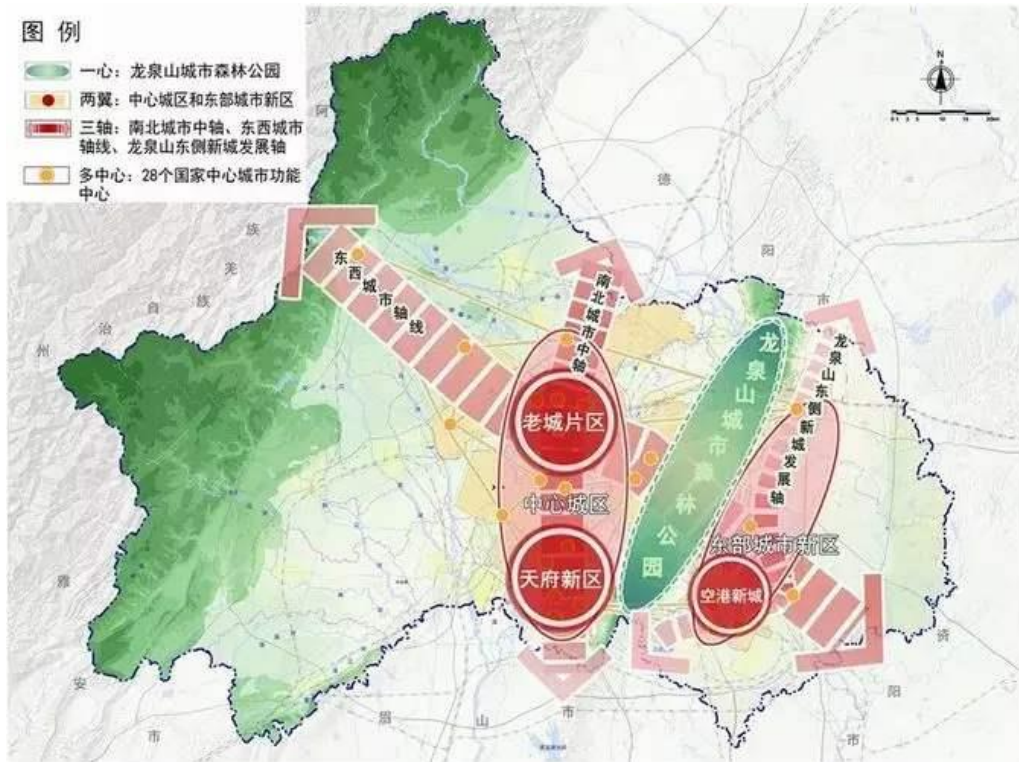 图 例
一心：龙泉山城市森林公园
两翼：中心城区和东部城市新区
三轴：南北城市中轴、东西城市
轴线、龙泉山东侧新城发展轴
多中心：28个国家中心城市功能
中心
N
阿
族
羌
族
自
治
州
德
阳
市
东西城市轴线
南北城市中轴
龙泉山东侧新城发展轴
龙泉山城市森林公园
老城片区
中心城区
天府新区
东部城市新区
空港新城
雅
安
市
眉
山
市
资
阳
市